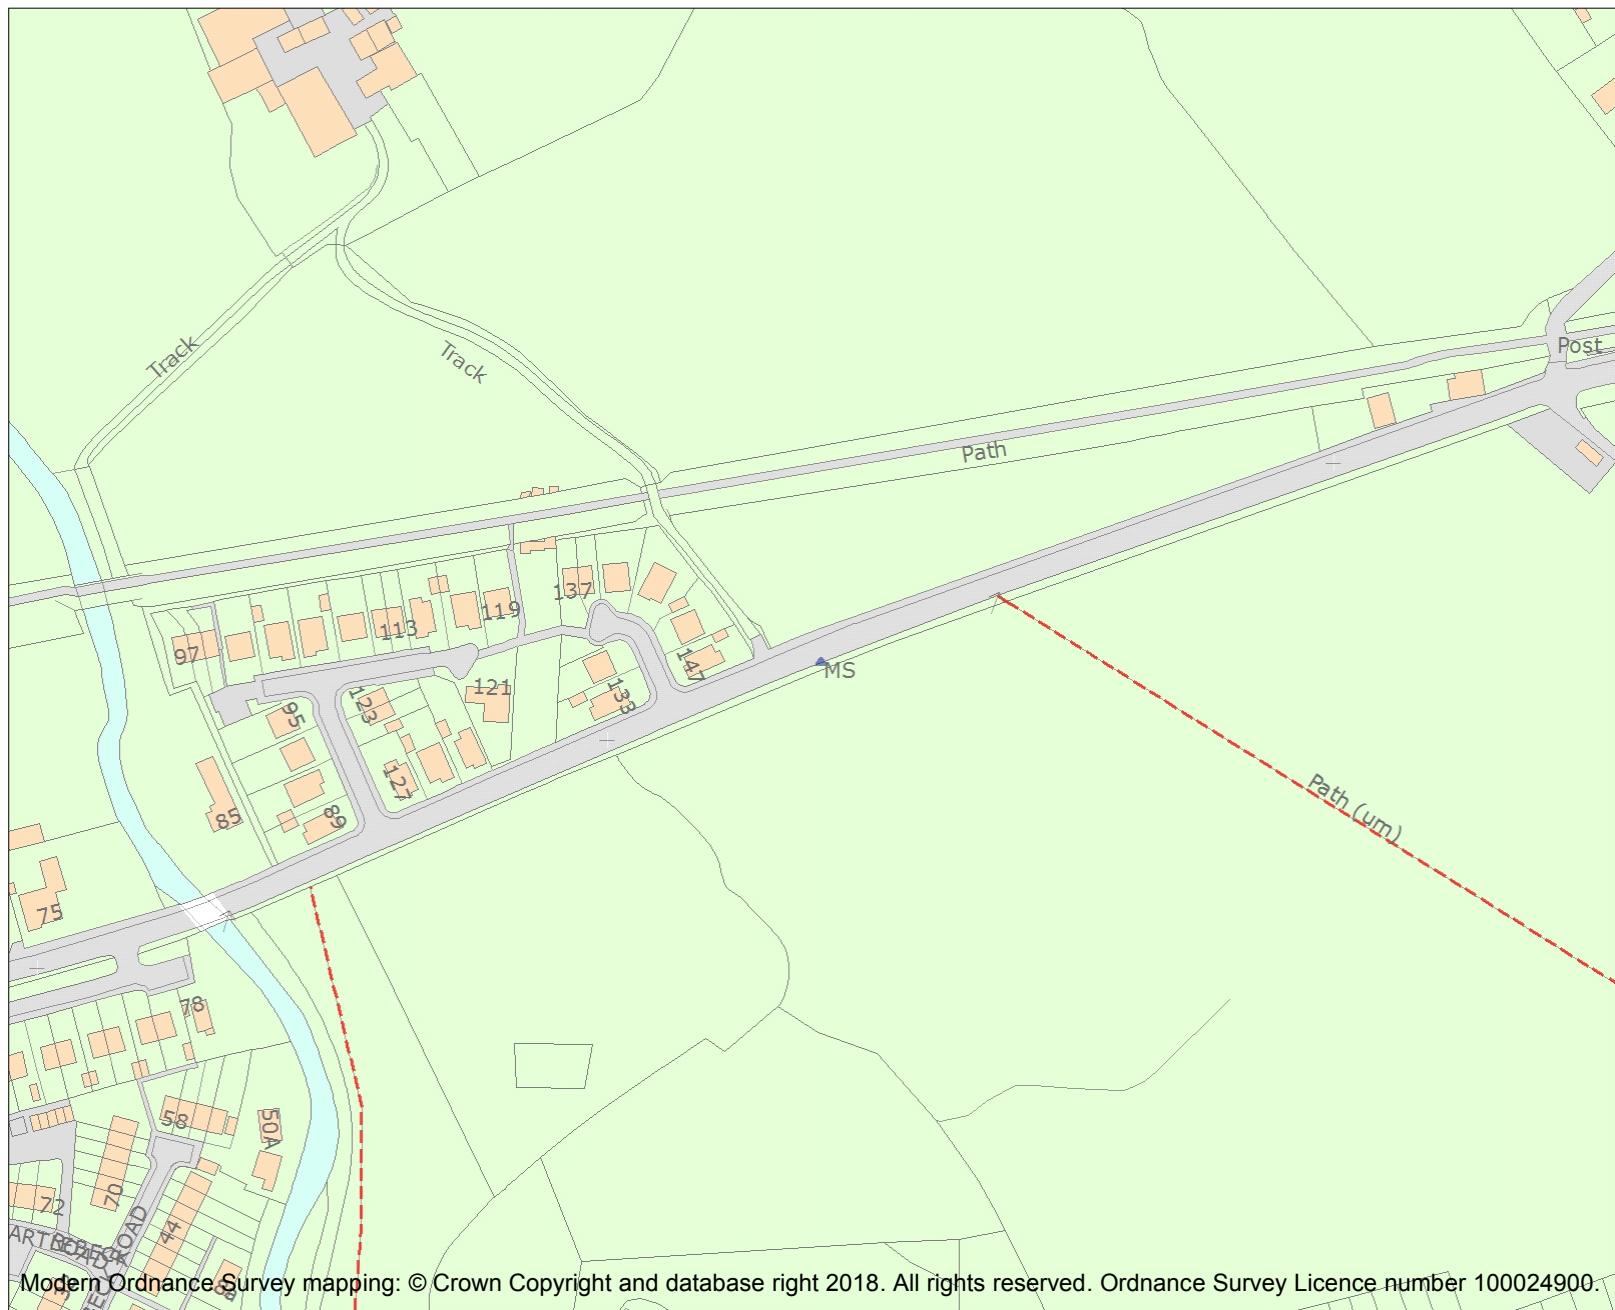 Track
Track
Post
Path
137
119
113
97
147
MS
121
123
133
95
127
Path (um)
89
85
75
78
58
50A
70
72
44
ROAD
Modern Ordnance Survey mapping: © Crown Copyright and database right 2018. All rights reserved. Ordnance Survey Licence number 100024900.